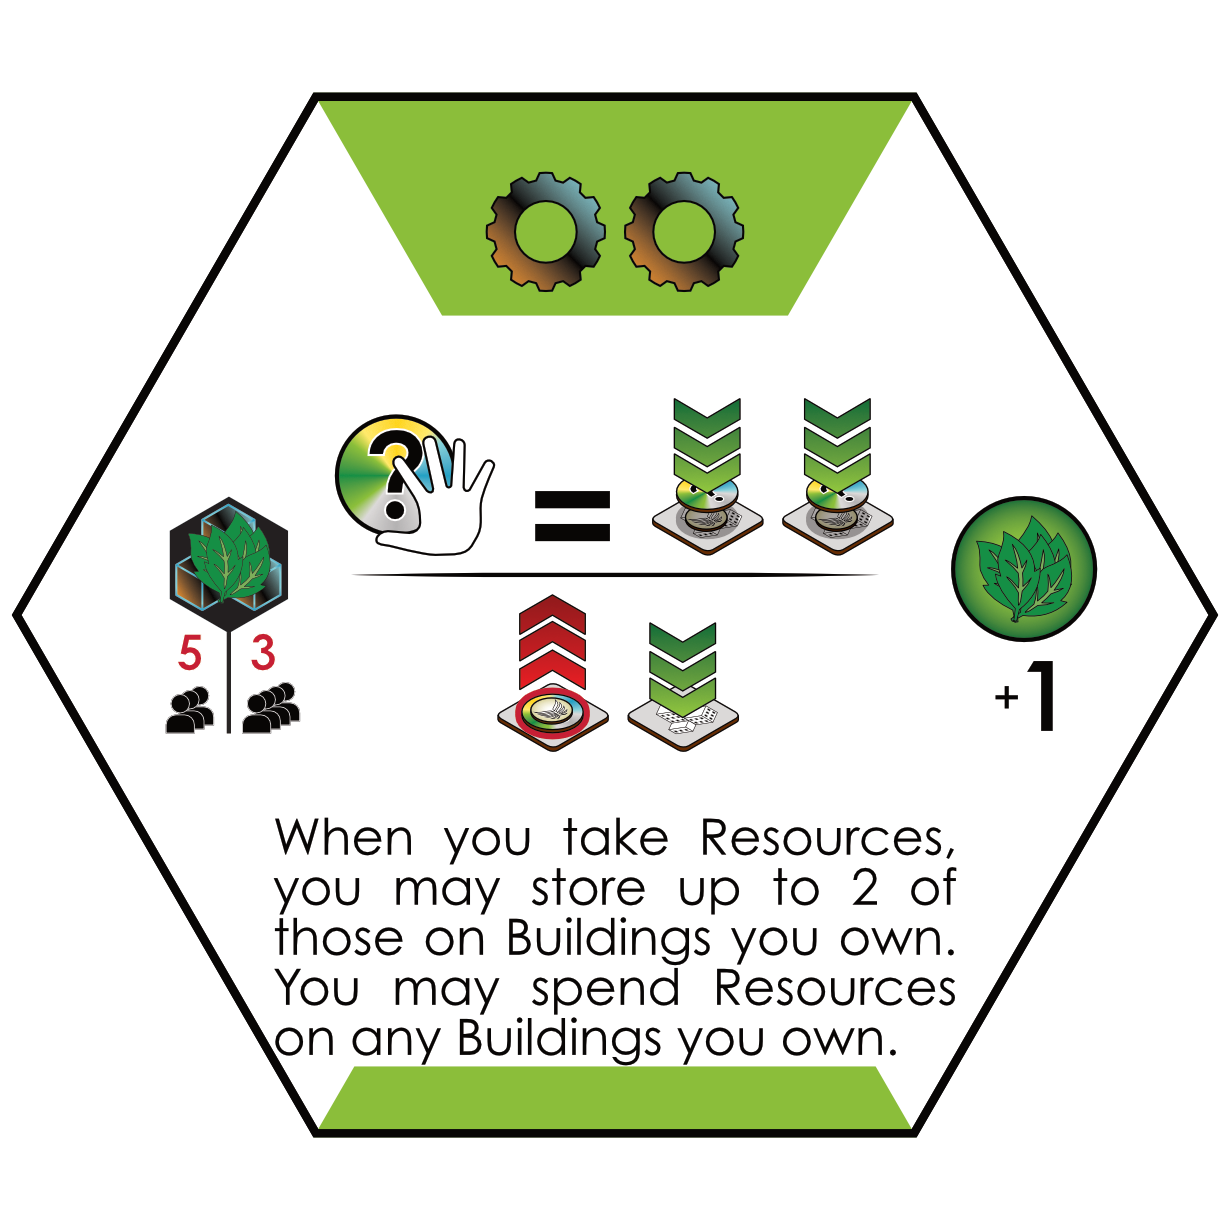 ?
=
5 3
+1
When you take Resources,
you may store up to 2 of
those on Buildings you own.
You may spend Resources
on any Buildings you own.